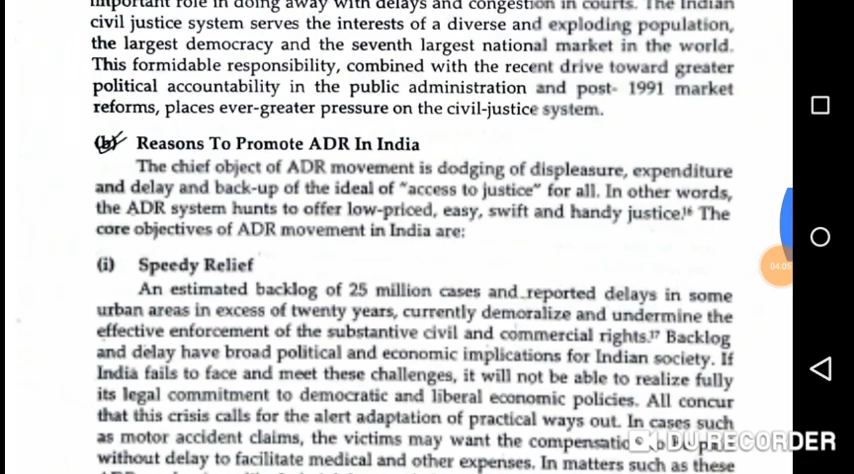 important role in doing away with delays and congestion in courts. The Indian
civil justice system serves the interests of a diverse and exploding population,
the largest democracy and the seventh largest national market in the world.
This formidable responsibility, combined with the recent drive toward greater
political accountability in the public administration and post- 1991 market
reforms, places ever-greater pressure on the civil-justice system.
(b) Reasons To Promote ADR In India
The chief object of ADR movement is dodging of displeasure, expenditure
and delay and back-up of the ideal of "access to justice" for all. In other words,
the ADR system hunts to offer low-priced, easy, swift and handy justice.16 The
core objectives of ADR movement in India are:
(i) Speedy Relief
An estimated backlog of 25 million cases and reported delays in some
urban areas in excess of twenty years, currently demoralize and undermine the
effective enforcement of the substantive civil and commercial rights.17 Backlog
and delay have broad political and economic implications for Indian society. If
India fails to face and meet these challenges, it will not be able to realize fully
its legal commitment to democratic and liberal economic policies. All concur
that this crisis calls for the alert adaptation of practical ways out. In cases such
as motor accident claims, the victims may want the
without delay to facilitate medical and other expenses. In matters such as these
04:05
DU RECORDER